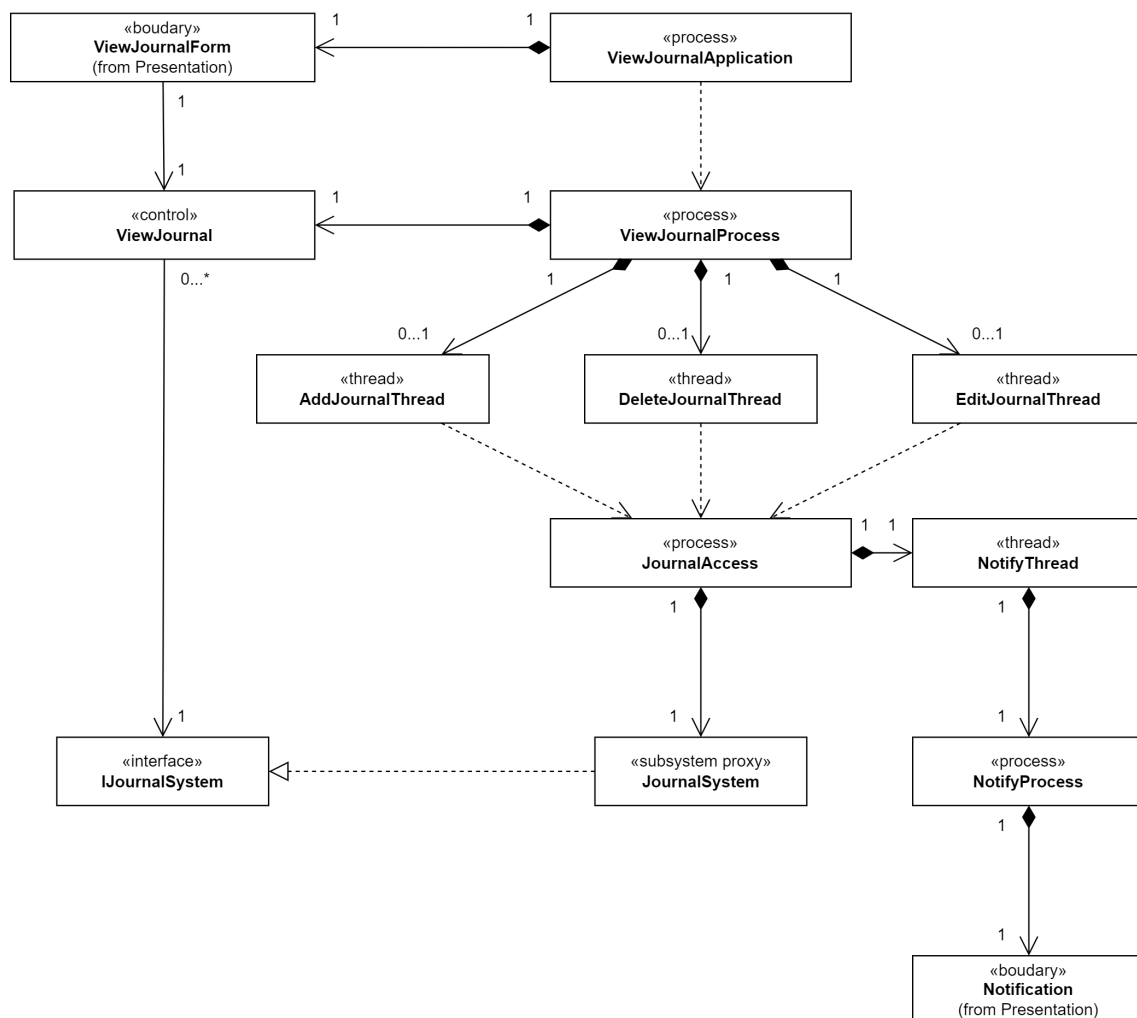 «boudary»
ViewJournalForm
(from Presentation)
1
1
«process»
ViewJournalApplication
1
1
«control»
ViewJournal
1
1
«process»
ViewJournalProcess
0...*
1
1
1
0...1
0...1
0...1
«thread»
AddJournalThread
«thread»
DeleteJournalThread
«thread»
EditJournalThread
«process»
JournalAccess
1
1
«thread»
NotifyThread
1
1
1
1
1
«interface»
IJournalSystem
«subsystem proxy»
JournalSystem
«process»
NotifyProcess
1
1
«boudary»
Notification
(from Presentation)